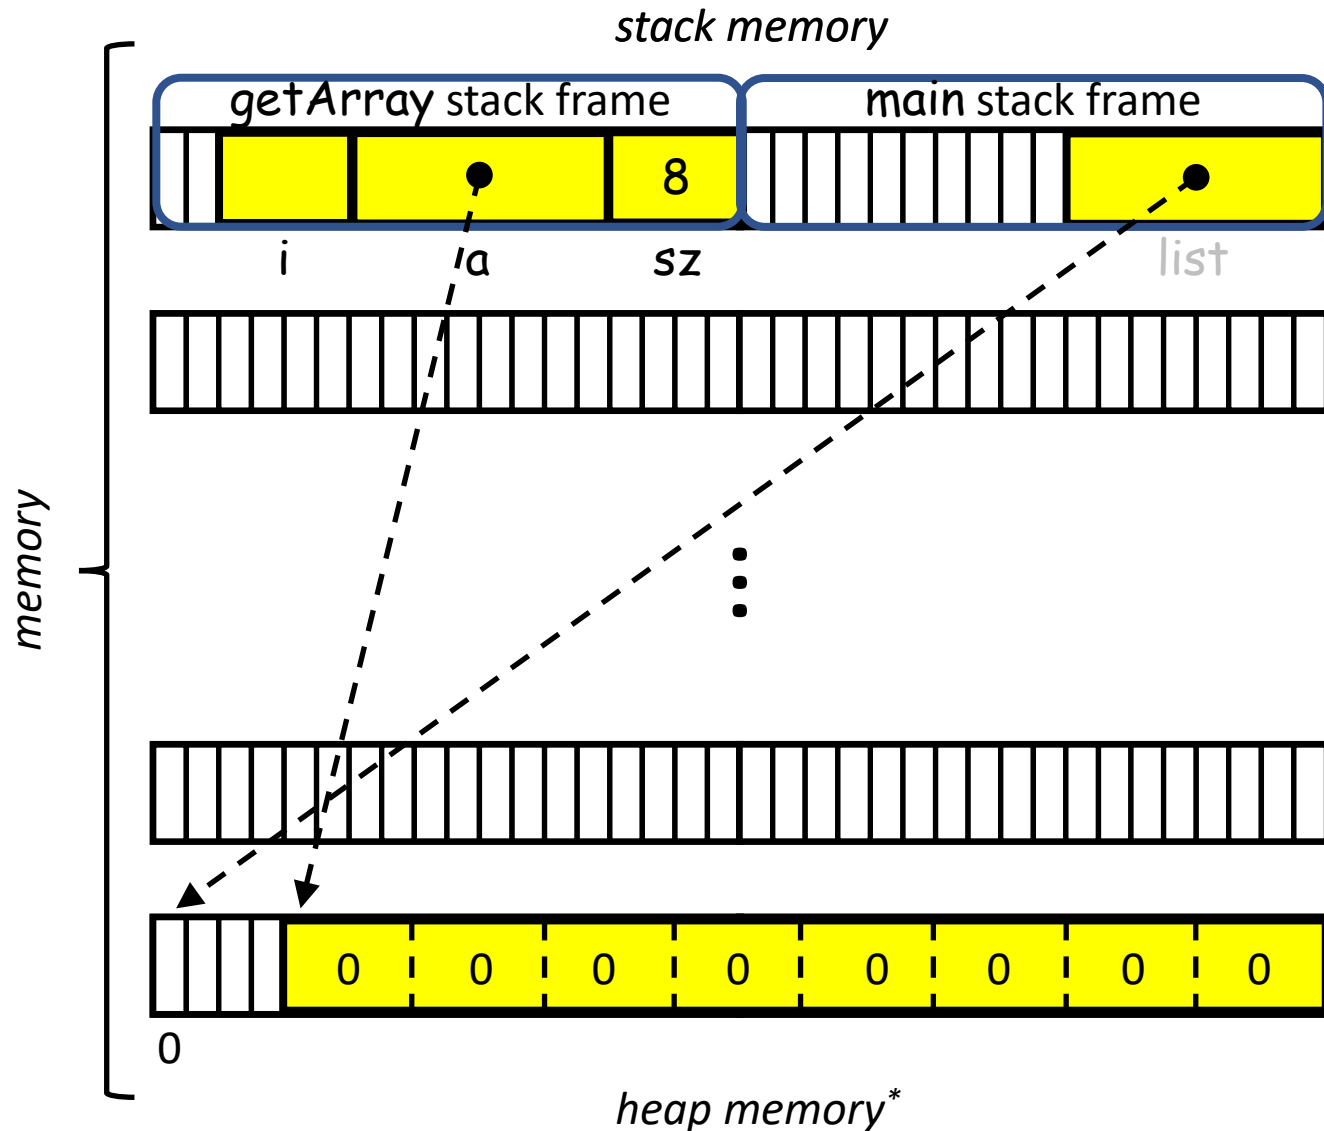 stack memory
getArray stack frame
main stack frame
8
i
a
sz
list
memory
0 0 0 0 0 0 0 0
0
heap memory*